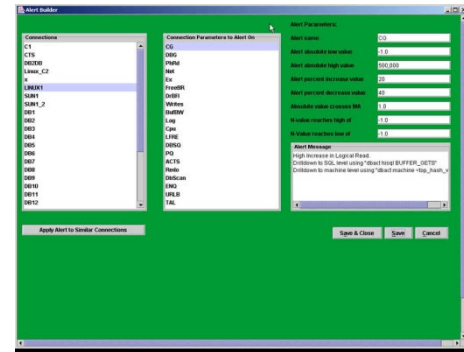 Alert Builder
Connections
C1
CTS
DB2DB
Linux_C2
x
LINUX1
SUN1
SUN1_2
DB1
DB2
DB3
DB4
DB5
DB6
DB7
DB8
DB9
DB10
DB11
DB12
Apply Alert to Similar Connections
Connection Parameters to Alert On
CG
DBG
PhRd
Net
Ex
FreeBR
DrBFl
Writes
BufBW
Log
Cpu
LFRE
DBSQ
PQ
ACTS
Redo
DbScan
ENQ
URLB
TAL
Alert Parameters:
Alert name CG
Alert absolute low value -1.0
Alert absolute high value 500,000
Alert percent increase value 20
Alert percent decrease value 40
Absolute value crosses MA 1.0
N-value reaches high of -1.0
N-Value reaches low of -1.0
Alert Message
High Increase in Logical Read.
Drilldown to SQL level using "dbact hisql BUFFER_GETS"
Drilldown to machine level using "dbact machine <top_hash_v
Save & Close Save Cancel